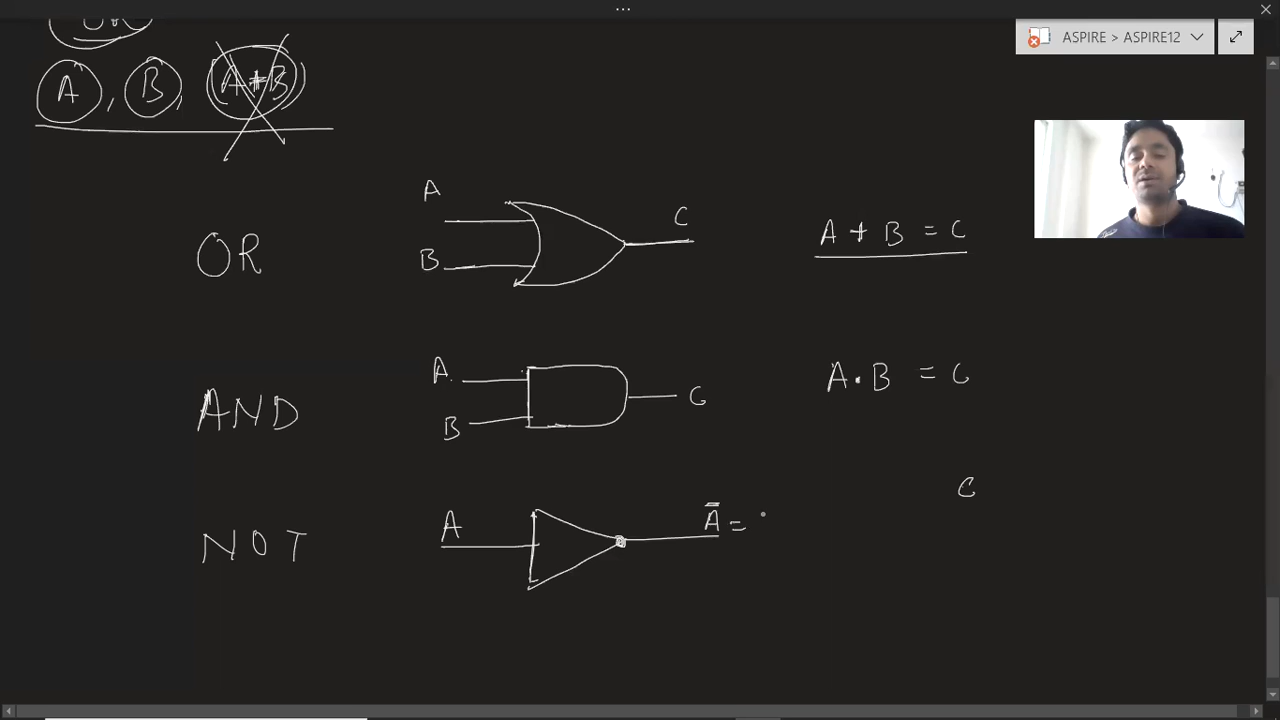 ASPIRE > ASPIRE12
A , B, (A+B)
A
B
C
OR
A + B = C
A
B
C
AND
A . B = C
C
NOT
A
Ā =